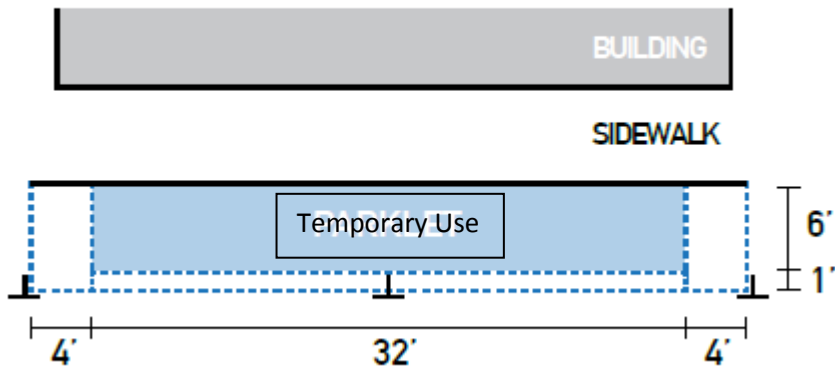 BUILDING
SIDEWALK
Temporary Use
6'
1'
4'
32'
4'